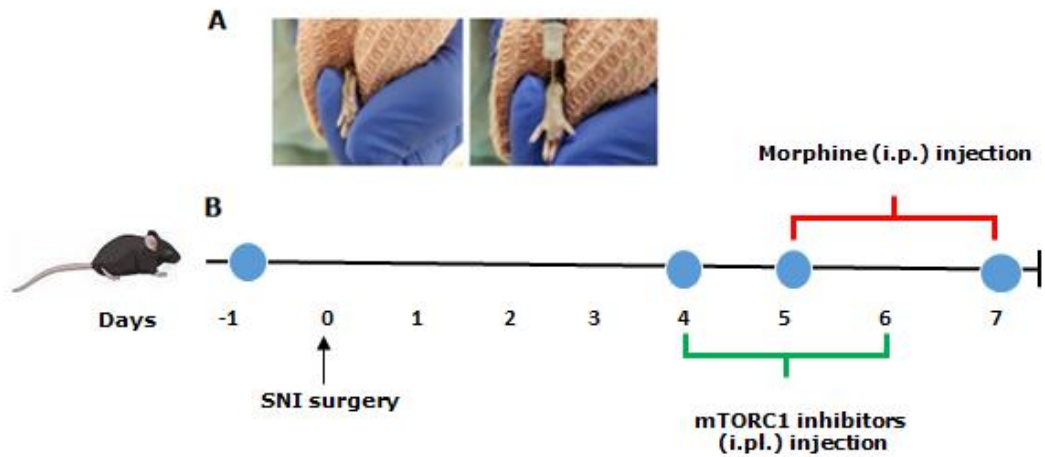 A
Morphine (i.p.) injection
B
Days -1 0 1 2 3 4 5 6 7
SNI surgery
mTORC1 inhibitors
(i.pl.) injection